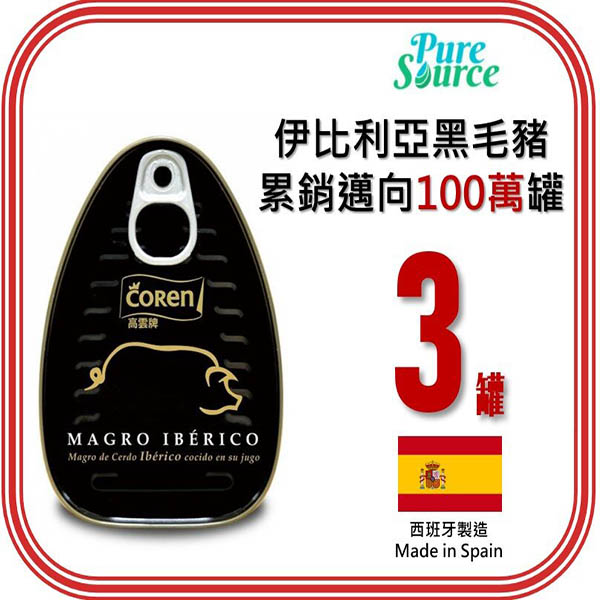 Pure
Source
伊比利亞黑毛豬
累銷邁向100萬罐
COREN
高雲牌
MAGRO IBÉRICO
Magro de Cerdo Ibérico cocido en su jugo
3罐
西班牙製造
Made in Spain